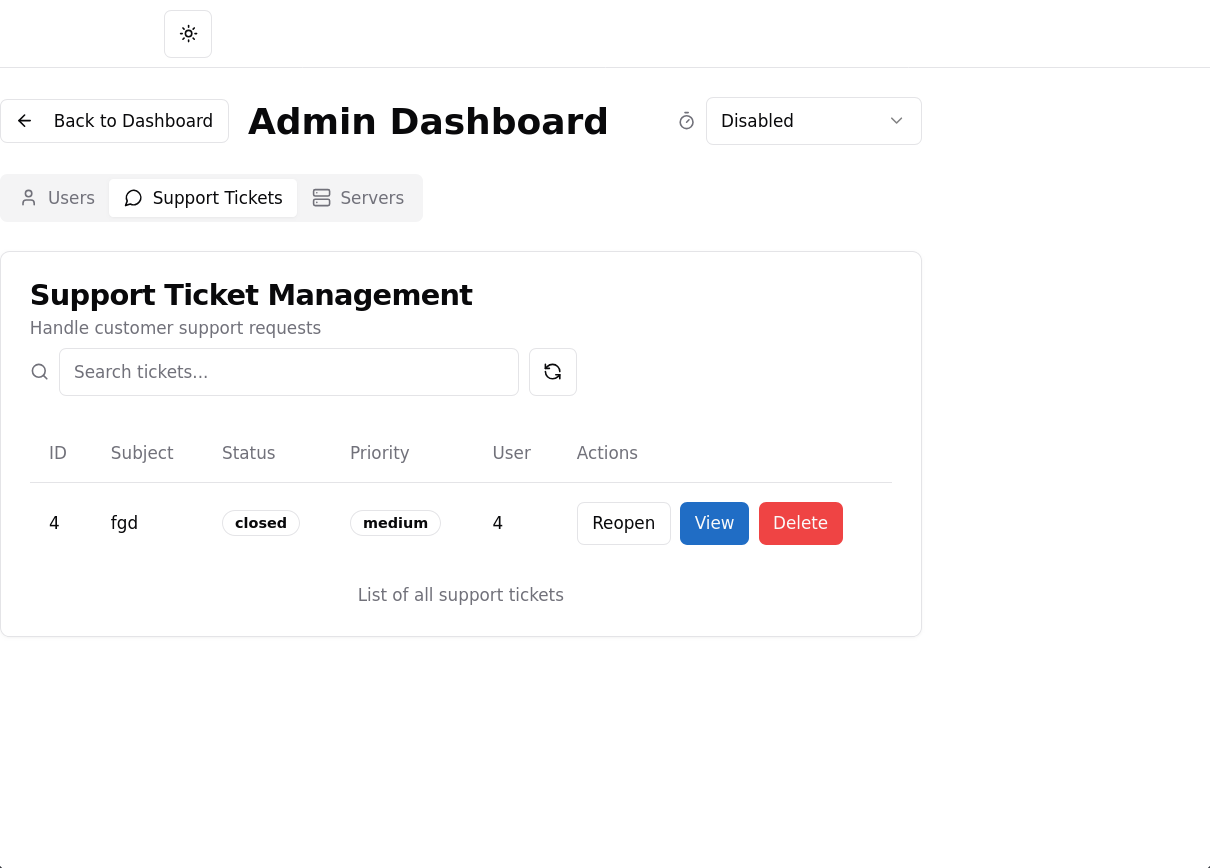 Back to Dashboard Admin Dashboard Disabled
Users Support Tickets Servers
Support Ticket Management
Handle customer support requests
Search tickets...
ID Subject Status Priority User Actions
4 fgd closed medium 4 Reopen View Delete
List of all support tickets